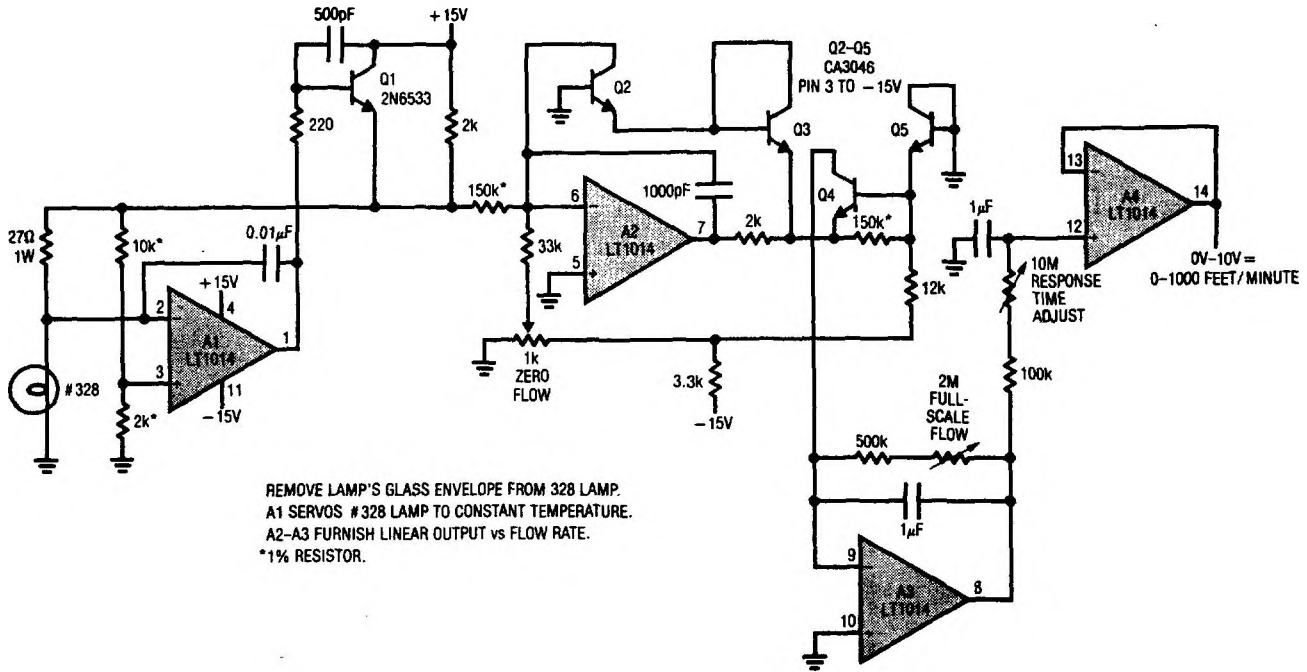 500pF
+15V
Q1
2N6533
220
2k
Q2
Q2–Q5
CA3046
PIN 3 TO –15V
Q3
Q5
Q4
150k*
27Ω
1W
10k*
0.01µF
+15V
4
2
3
A1
LT1014
1
11
–15V
#328
2k*
33k
6
5
A2
LT1014
7
1000pF
2k
150k*
12k
1k
ZERO
FLOW
3.3k
–15V
1µF
13
12
A4
LT1014
14
0V–10V =
0–1000 FEET/MINUTE
10M
RESPONSE
TIME
ADJUST
100k
2M
FULL-
SCALE
FLOW
500k
1µF
9
10
A3
LT1014
8
REMOVE LAMP'S GLASS ENVELOPE FROM 328 LAMP.
A1 SERVOS #328 LAMP TO CONSTANT TEMPERATURE.
A2–A3 FURNISH LINEAR OUTPUT vs FLOW RATE.
*1% RESISTOR.